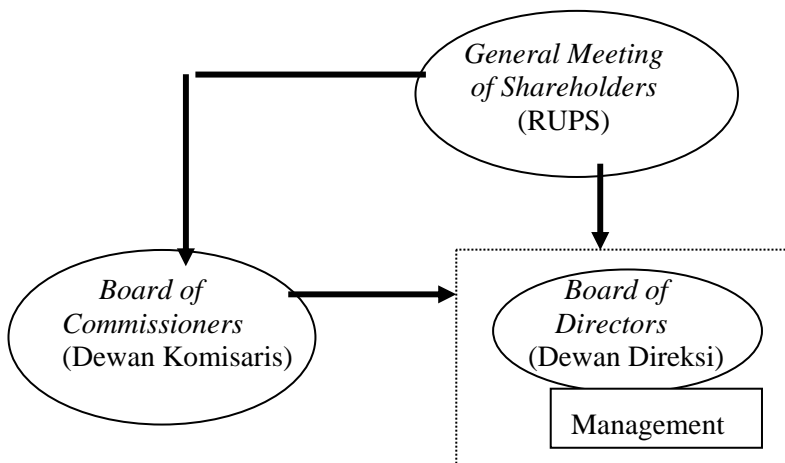 General Meeting
of Shareholders
(RUPS)
Board of
Commissioners
(Dewan Komisaris)
Board of
Directors
(Dewan Direksi)
Management